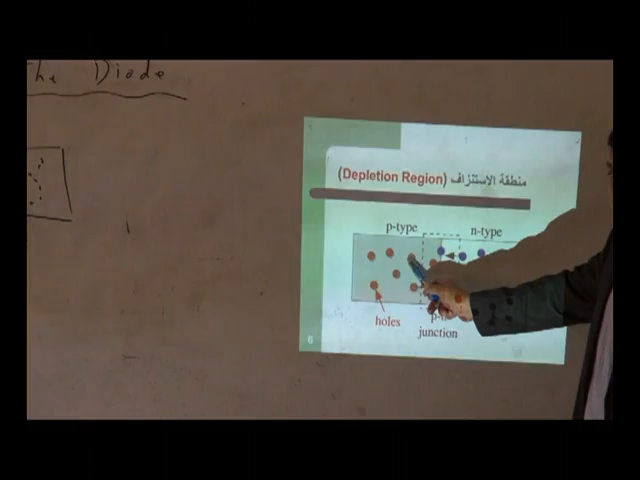 The Diode
منطقة الاستنزاف (Depletion Region)
p-type
n-type
holes
junction
6